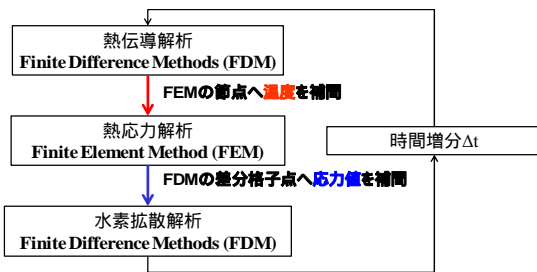 熱伝導解析
Finite Difference Methods (FDM)
FEMの節点へ温度を補間
熱応力解析
Finite Element Method (FEM)
時間増分Δt
FDMの差分格子点へ応力値を補間
水素拡散解析
Finite Difference Methods (FDM)